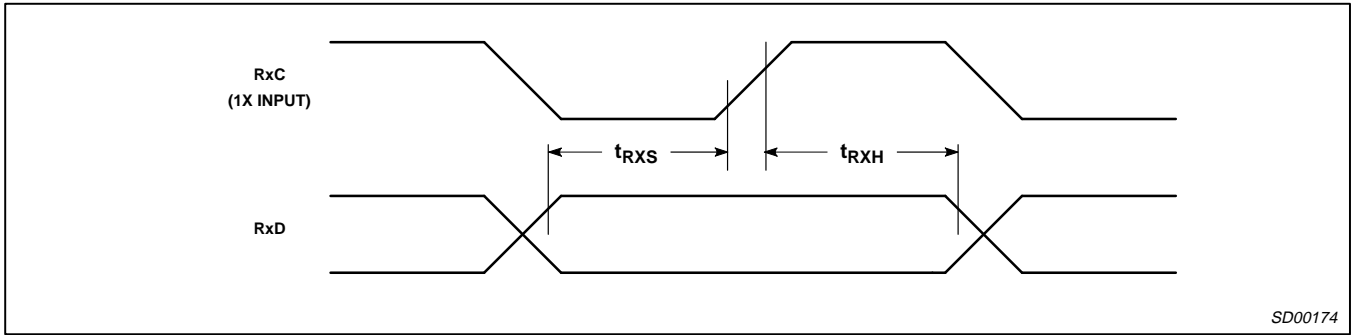 RxC
(1X INPUT)
tRXS
tRXH
RxD
SD00174